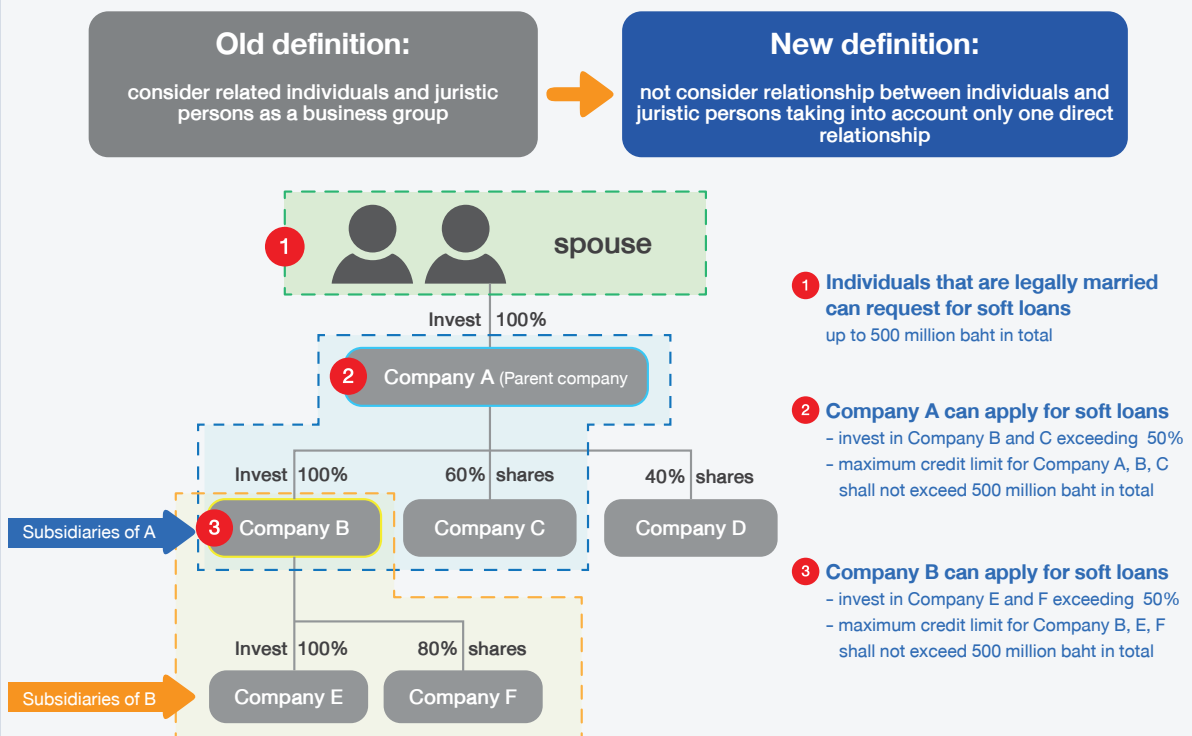 Old definition:
consider related individuals and juristic
persons as a business group
New definition:
not consider relationship between individuals and
juristic persons taking into account only one direct
relationship
1
spouse
Invest 100%
2 Company A (Parent company
Invest 100%
60% shares
40% shares
Subsidiaries of A
3 Company B
Company C
Company D
Invest 100%
80% shares
Subsidiaries of B
Company E
Company F
1 Individuals that are legally married
can request for soft loans
up to 500 million baht in total
2 Company A can apply for soft loans
- invest in Company B and C exceeding 50%
- maximum credit limit for Company A, B, C
shall not exceed 500 million baht in total
3 Company B can apply for soft loans
- invest in Company E and F exceeding 50%
- maximum credit limit for Company B, E, F
shall not exceed 500 million baht in total